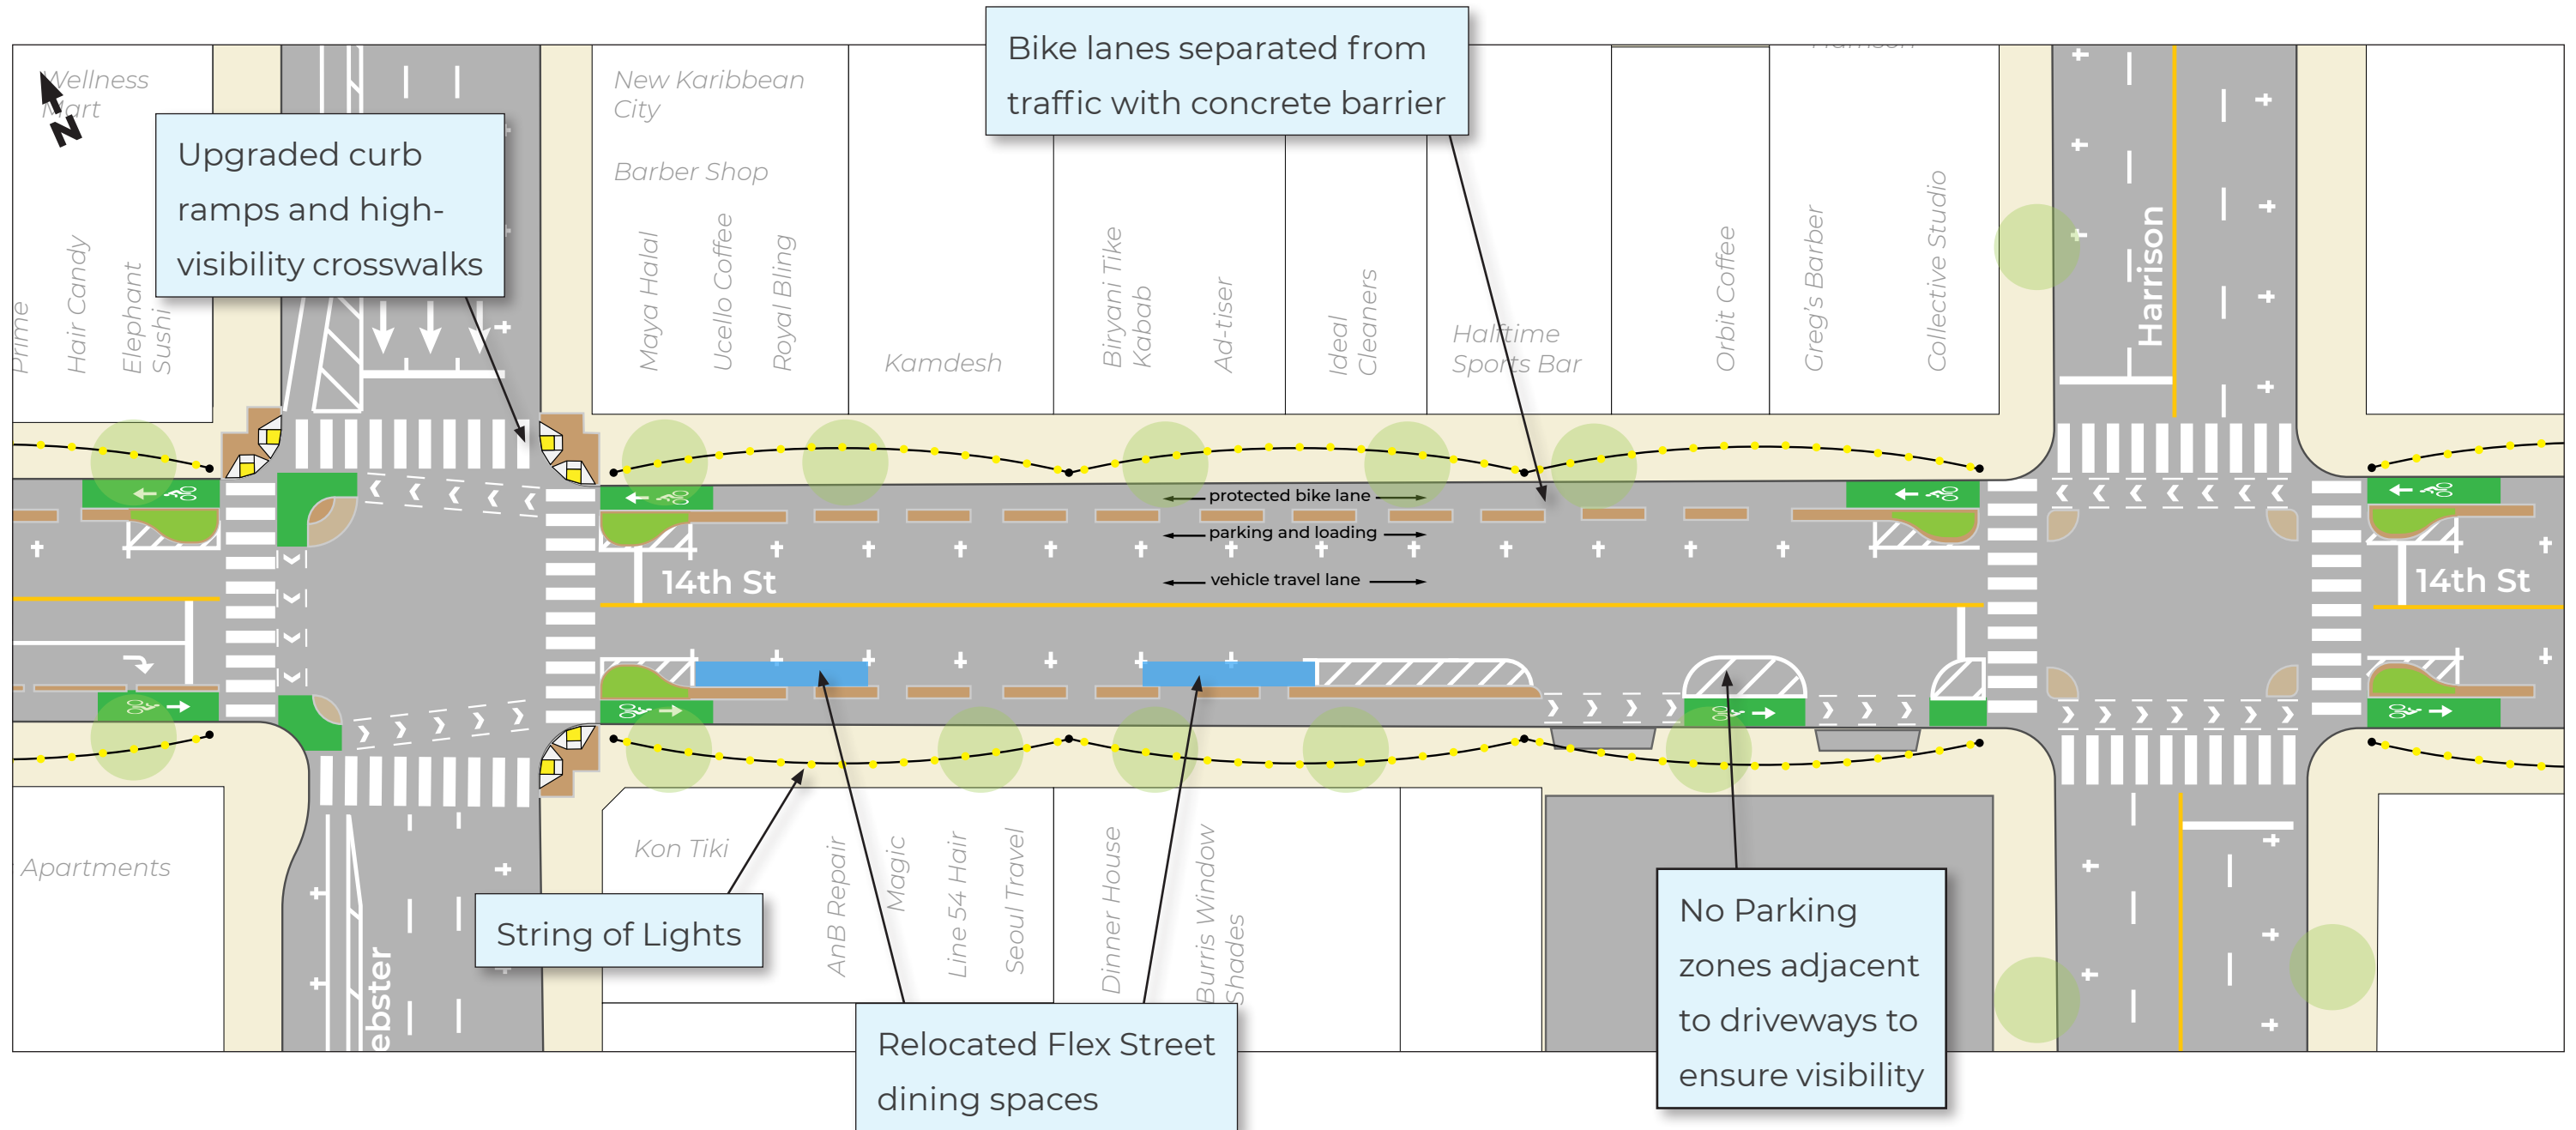 Bike lanes separated from
traffic with concrete barrier
Wellness
Mart
N
Upgraded curb
ramps and high-
visibility crosswalks
New Karibbean
City
Barber Shop
Prime
Hair Candy
Elephant
Sushi
Maya Halal
Ucello Coffee
Royal Bling
Kamdesh
Biryani Tike
Kabab
Ad-tiser
Ideal
Cleaners
Halftime
Sports Bar
Orbit Coffee
Greg's Barber
Collective Studio
Harrison
protected bike lane
parking and loading
vehicle travel lane
14th St
14th St
Apartments
ebster
Kon Tiki
AnB Repair
Magic
Line 54 Hair
Seoul Travel
Dinner House
Burris Window
Shades
String of Lights
Relocated Flex Street
dining spaces
No Parking
zones adjacent
to driveways to
ensure visibility